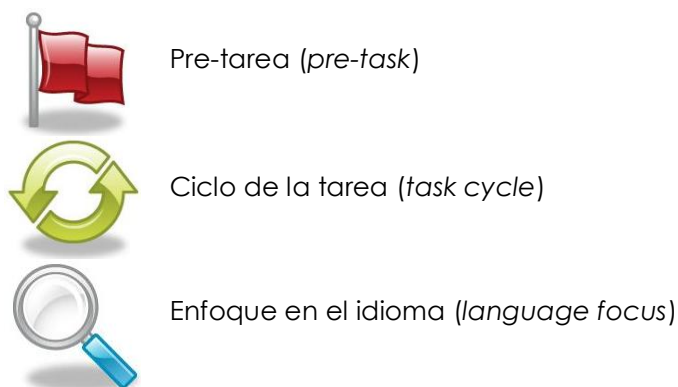 Pre-tarea (pre-task)
Ciclo de la tarea (task cycle)
Enfoque en el idioma (language focus)